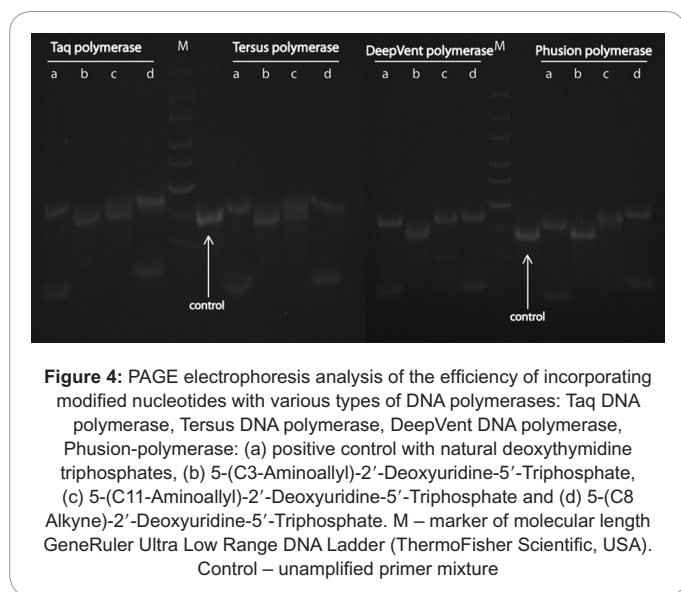 Taq polymerase M Tersus polymerase DeepVent polymerase M Phusion polymerase
a b c d a b c d a b c d a b c d
control
control
Figure 4: PAGE electrophoresis analysis of the efficiency of incorporating
modified nucleotides with various types of DNA polymerases: Taq DNA
polymerase, Tersus DNA polymerase, DeepVent DNA polymerase,
Phusion-polymerase: (a) positive control with natural deoxythymidine
triphosphates, (b) 5-(C3-Aminoallyl)-2′-Deoxyuridine-5′-Triphosphate,
(c) 5-(C11-Aminoallyl)-2′-Deoxyuridine-5′-Triphosphate and (d) 5-(C8
Alkyne)-2′-Deoxyuridine-5′-Triphosphate. M – marker of molecular length
GeneRuler Ultra Low Range DNA Ladder (ThermoFisher Scientific, USA).
Control – unamplified primer mixture